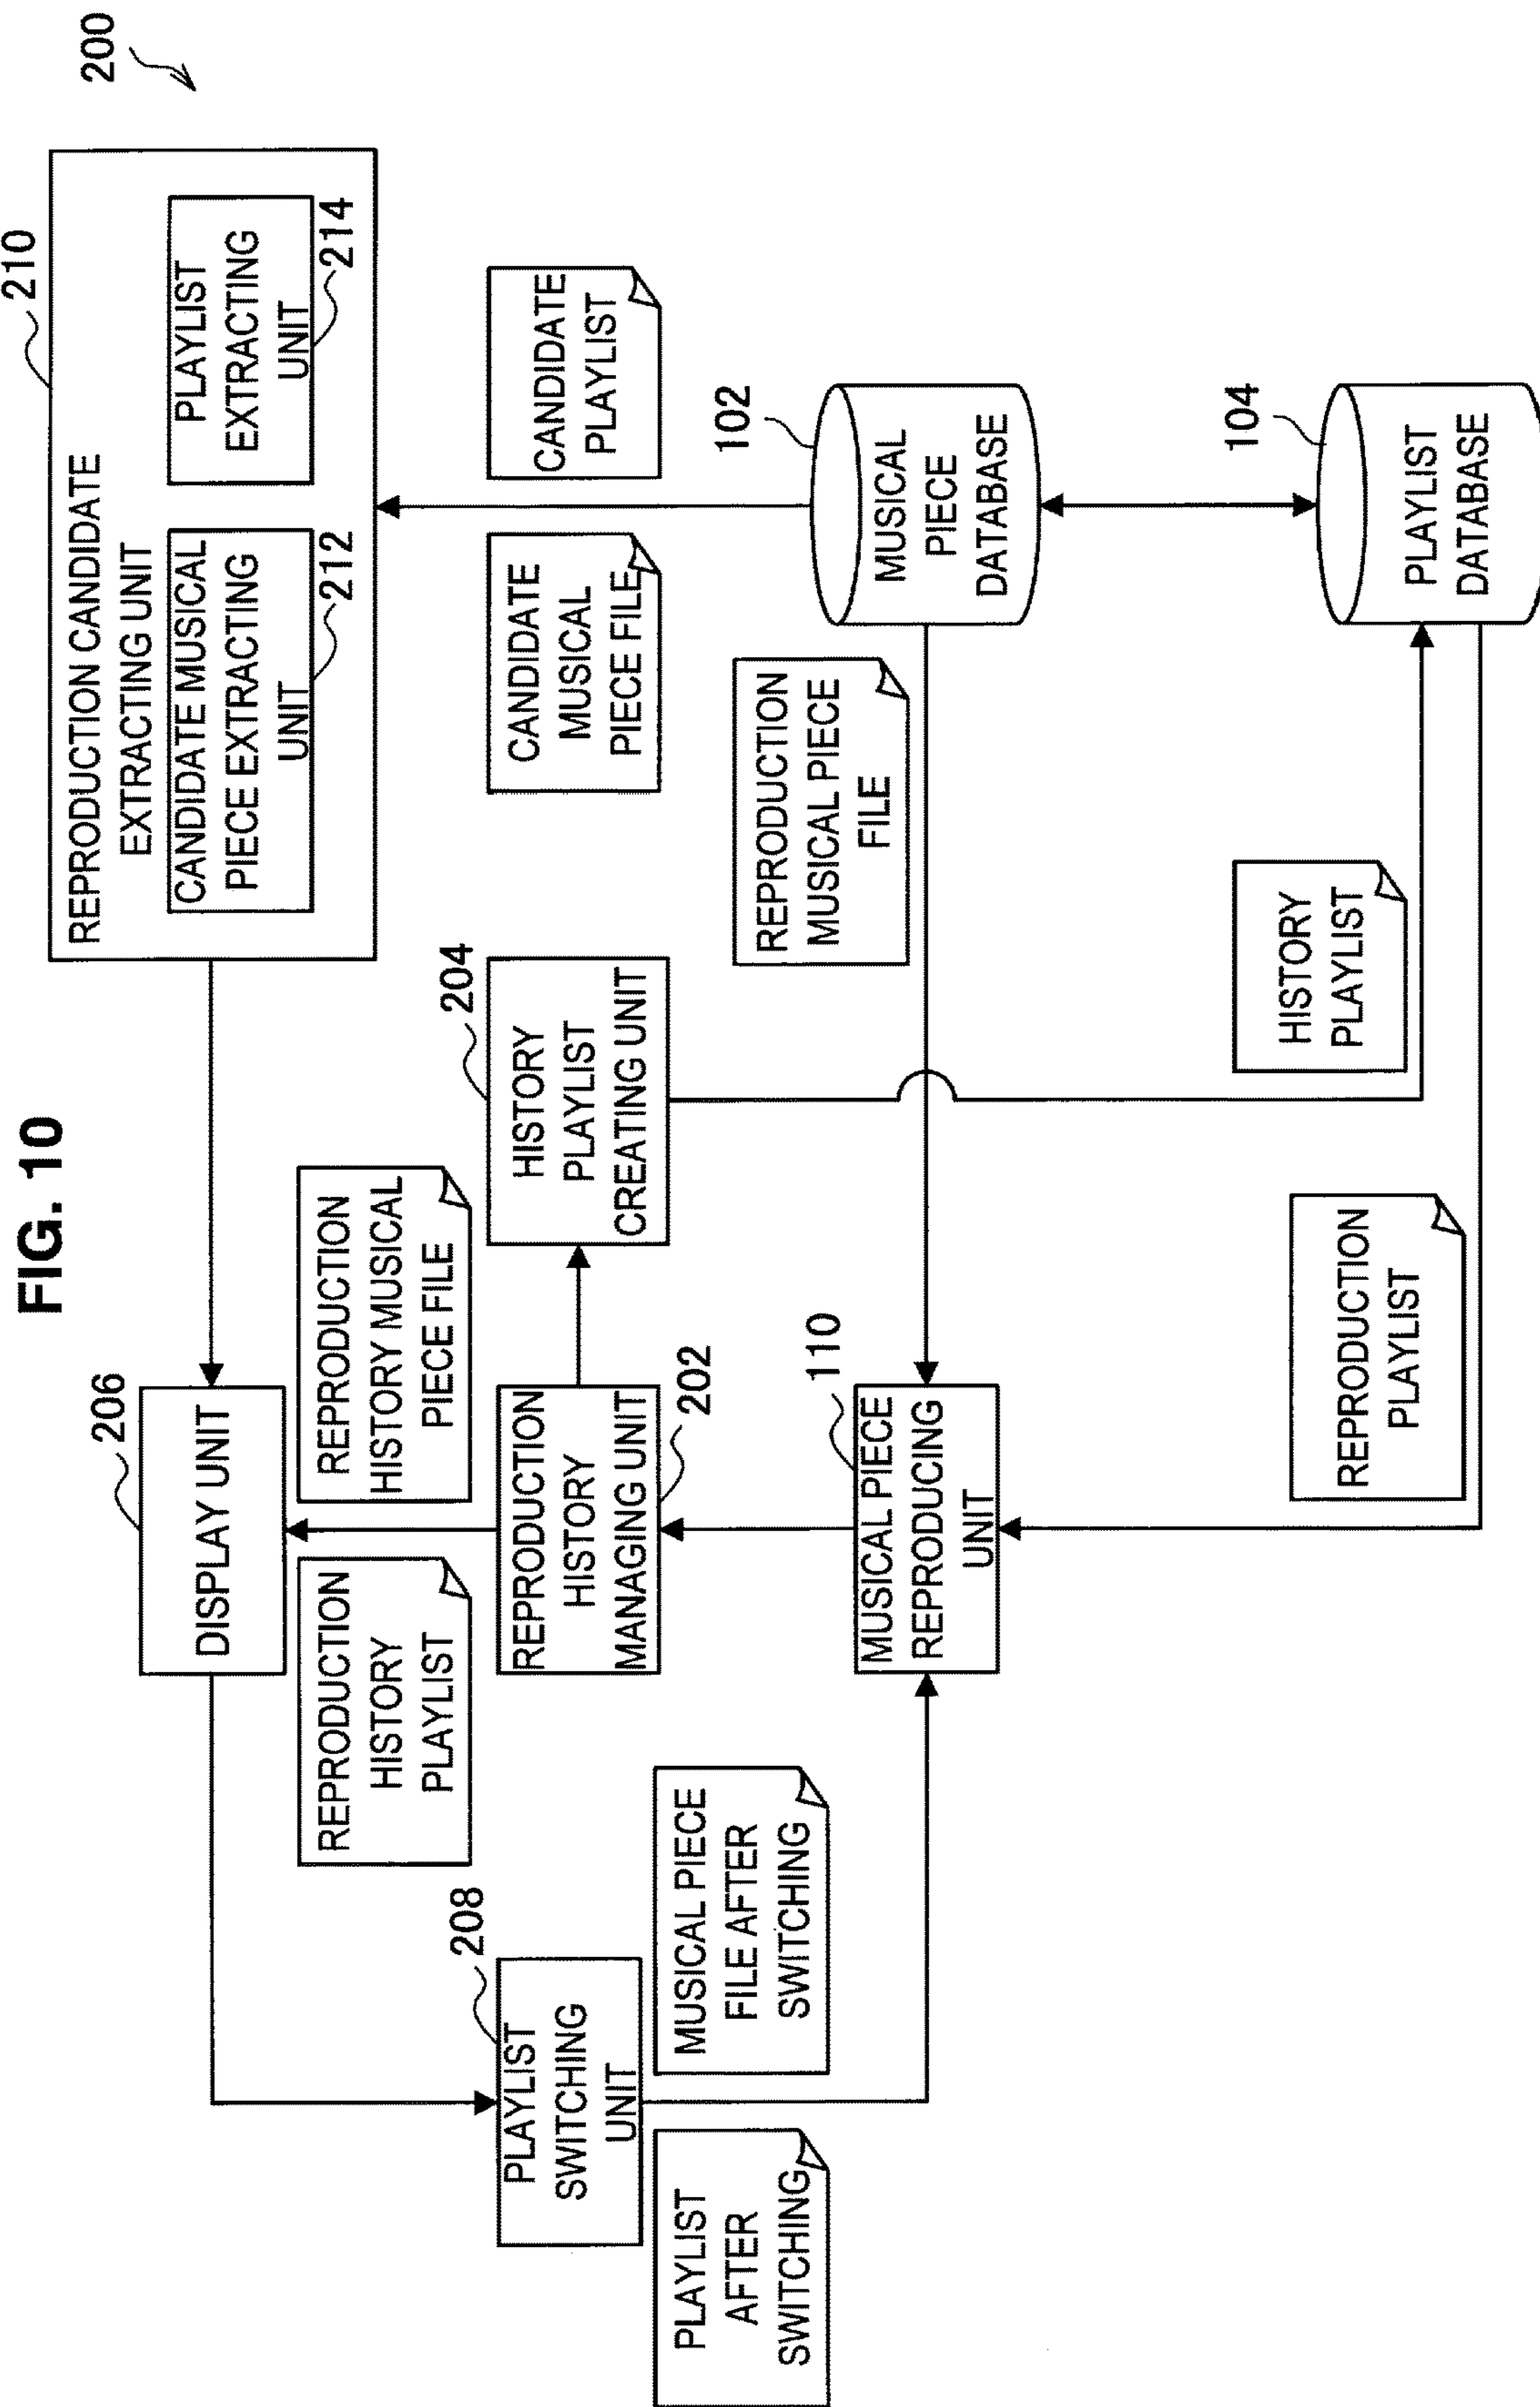 FIG. 10
200
206
DISPLAY UNIT
210
REPRODUCTION CANDIDATE
EXTRACTING UNIT
CANDIDATE MUSICAL
PIECE EXTRACTING
UNIT
212
PLAYLIST
EXTRACTING
UNIT
214
REPRODUCTION
HISTORY
PLAYLIST
REPRODUCTION
HISTORY MUSICAL
PIECE FILE
208
PLAYLIST
SWITCHING
UNIT
REPRODUCTION
HISTORY
MANAGING UNIT
202
204
HISTORY
PLAYLIST
CREATING UNIT
CANDIDATE
MUSICAL
PIECE FILE
CANDIDATE
PLAYLIST
PLAYLIST
AFTER
SWITCHING
MUSICAL PIECE
FILE AFTER
SWITCHING
110
MUSICAL PIECE
REPRODUCING
UNIT
REPRODUCTION
MUSICAL PIECE
FILE
102
MUSICAL
PIECE
DATABASE
REPRODUCTION
PLAYLIST
HISTORY
PLAYLIST
104
PLAYLIST
DATABASE